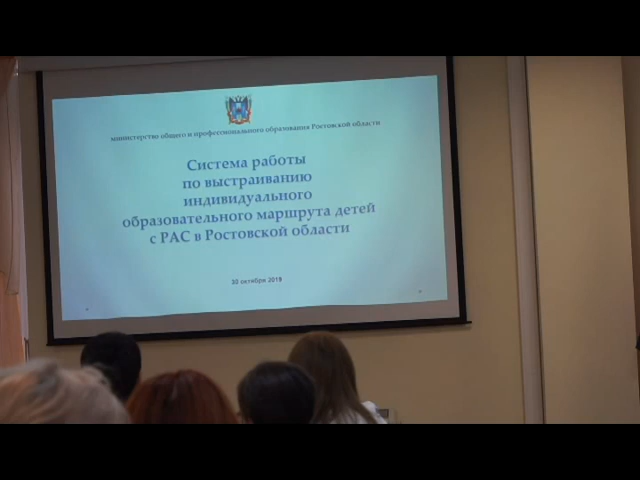 министерство общего и профессионального образования Ростовской области
Система работы
по выстраиванию
индивидуального
образовательного маршрута детей
с РАС в Ростовской области
30 октября 2019